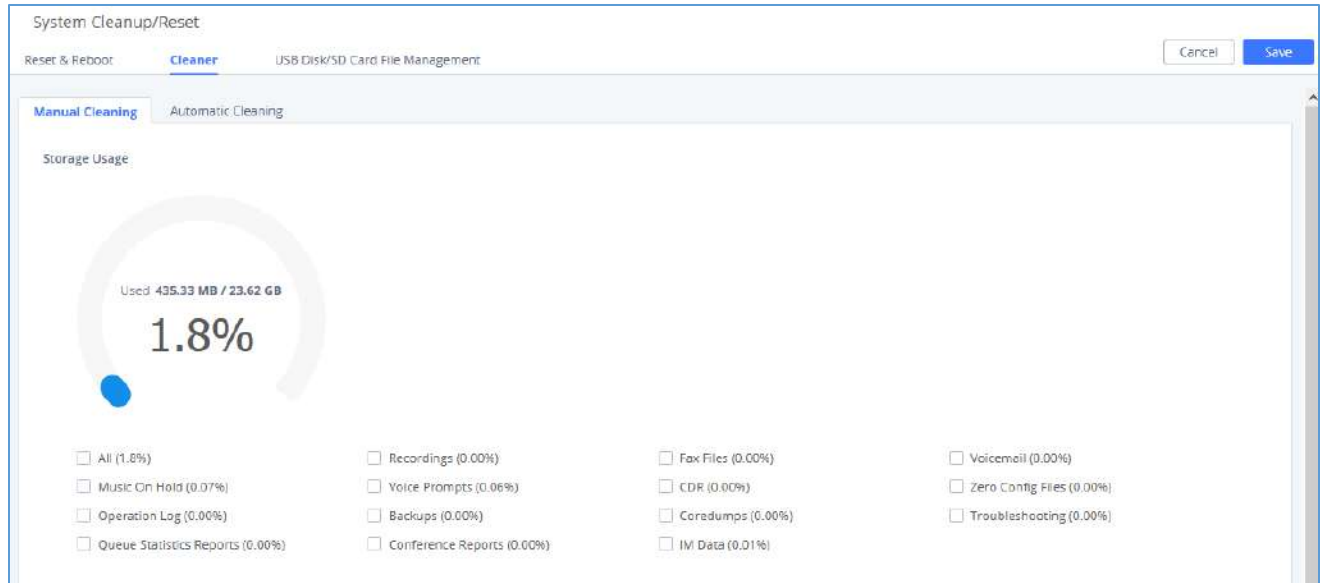 System Cleanup/Reset
Reset & Reboot Cleaner USB Disk/SD Card File Management Cancel Save
Manual Cleaning Automatic Cleaning
Storage Usage
Used 435.33 MB / 23.62 GB
1.8%
All (1.8%) Recordings (0.00%) Fax Files (0.00%) Voicemail (0.00%)
Music On Hold (0.07%) Voice Prompts (0.06%) CDR (0.00%) Zero Config Files (0.00%)
Operation Log (0.00%) Backups (0.00%) Coredumps (0.00%) Troubleshooting (0.00%)
Queue Statistics Reports (0.00%) Conference Reports (0.00%) IM Data (0.01%)